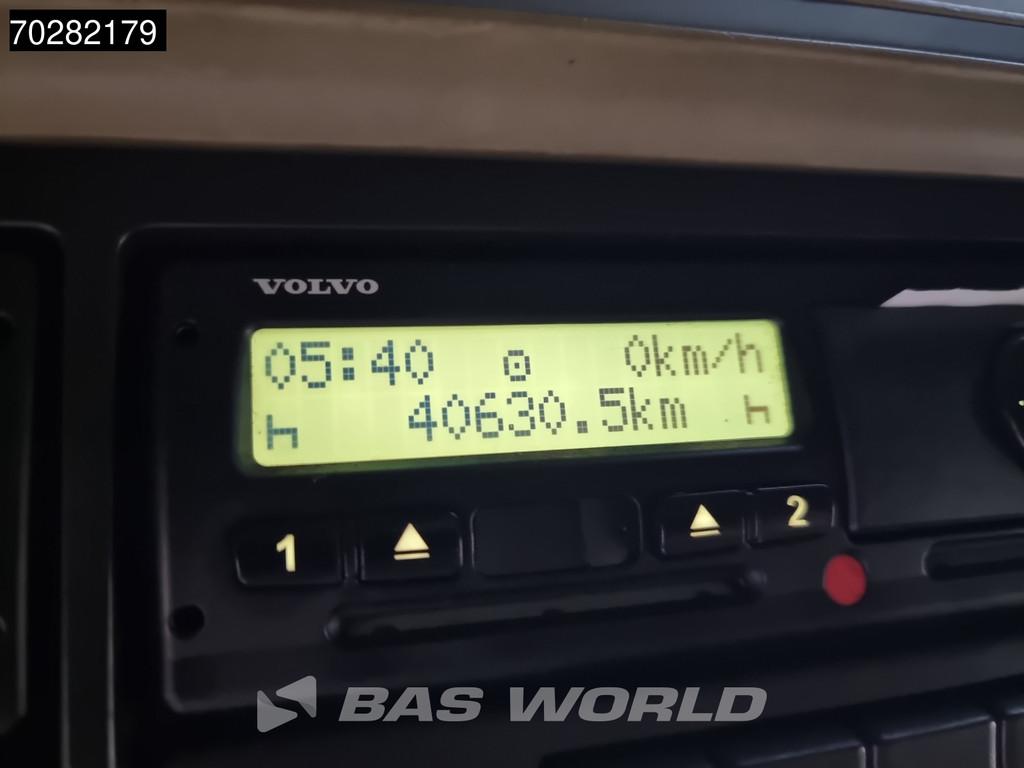 70282179
VOLVO
05:40 0km/h
40630.5km
1 2
BAS WORLD